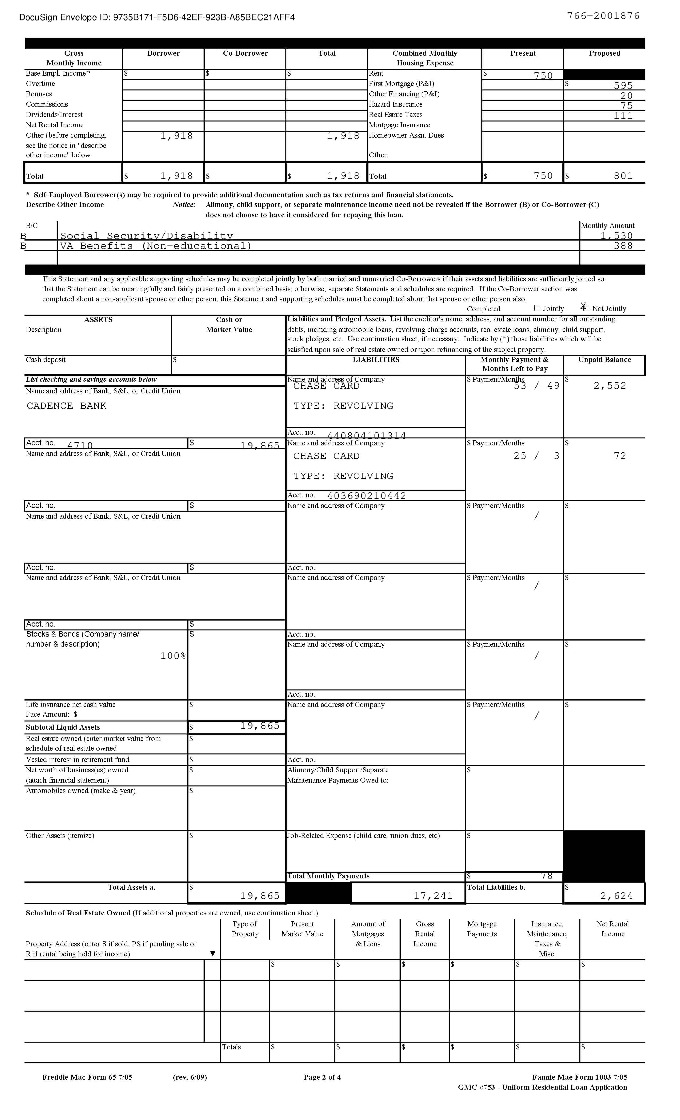 DocuSign Envelope ID: 9735B171-F5D6-42EF-923B-A85BEC21AFF4 766-2001876
Gross Monthly Income Borrower Co-Borrower Total Combined Monthly Housing Expense Present Proposed
Base Empl. Income* $ $ $ Rent $ 750
Overtime First Mortgage (P&I) $ 595
Bonuses Other Financing (P&I) 20
Commissions Hazard Insurance 75
Dividends/Interest Real Estate Taxes 111
Net Rental Income Mortgage Insurance
Other (before completing, 1,918 1,918 Homeowner Assn. Dues
see the notice in "describe
other income" below Other:
Total $ 1,918 $ $ 1,918 Total $ 750 $ 801
* Self Employed Borrower(s) may be required to provide additional documentation such as tax returns and financial statements.
Describe Other Income Notice: Alimony, child support, or separate maintenance income need not be revealed if the Borrower (B) or Co-Borrower (C)
does not choose to have it considered for repaying this loan.
B/C Monthly Amount
B Social Security/Disability 1,530
B VA Benefits (Non-educational) 388
This Statement and any applicable supporting schedules may be completed jointly by both married and unmarried Co-Borrowers if their assets and liabilities are sufficiently joined so
that the Statement can be meaningfully and fairly presented on a combined basis; otherwise, separate Statements and schedules are required. If the Co-Borrower section was
completed about a non-applicant spouse or other person, this Statement and supporting schedules must be completed about that spouse or other person also.
Completed Jointly ¥ Not Jointly
ASSETS Cash or Market Value Liabilities and Pledged Assets. List the creditor's name, address, and account number for all outstanding
Description debts, including automobile loans, revolving charge accounts, real estate loans, alimony, child support,
stock pledges, etc. Use continuation sheet, if necessary. Indicate by (*) those liabilities which will be
satisfied upon sale of real estate owned or upon refinancing of the subject property.
Cash deposit $ LIABILITIES Monthly Payment & Months Left to Pay Unpaid Balance
List checking and savings accounts below Name and address of Company $ Payment/Months $
Name and address of Bank, S&L, or Credit Union CHASE CARD 53 / 49 2,552
CADENCE BANK TYPE: REVOLVING
Acct. no. 440804101314
Acct. no. 4710 $ 19,865 Name and address of Company $ Payment/Months $
Name and address of Bank, S&L, or Credit Union CHASE CARD 25 / 3 72
TYPE: REVOLVING
Acct. no. 403690210442
Acct. no. $ Name and address of Company $ Payment/Months $
Name and address of Bank, S&L, or Credit Union /
Acct. no. $ Acct. no.
Name and address of Bank, S&L, or Credit Union Name and address of Company $ Payment/Months $
/
Acct. no. $
Stocks & Bonds (Company name/ $ Acct. no.
number & description) Name and address of Company $ Payment/Months $
100% /
Acct. no.
Life insurance net cash value $ Name and address of Company $ Payment/Months $
Face Amount: $ /
Subtotal Liquid Assets $ 19,865
Real estate owned (enter market value from $
schedule of real estate owned
Vested interest in retirement fund $ Acct. no.
Net worth of business(es) owned $ Alimony/Child Support/Separate $
(attach financial statement) Maintenance Payments Owed to:
Automobiles owned (make & year) $
Other Assets (itemize) $ Job-Related Expense (child care, union dues, etc) $
Total Monthly Payments $ 78
Total Assets a. $ 19,865 17,241 Total Liabilities b. $ 2,624
Schedule of Real Estate Owned (If additional properties are owned, use continuation sheet.)
Property Address (enter S if sold, PS if pending sale or R if rental being held for income) ▼ Type of Property Present Market Value Amount of Mortgages & Liens Gross Rental Income Mortgage Payments Insurance, Maintenance, Taxes & Misc. Net Rental Income
$ $ $ $ $ $
Totals $ $ $ $ $ $
Freddie Mac Form 65 7/05 (rev. 6/09) Page 2 of 4 Fannie Mae Form 1003 7/05
GMC #753 - Uniform Residential Loan Application